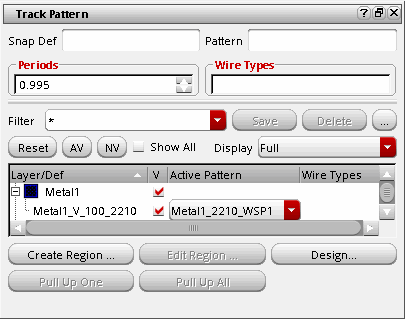 Track Pattern
Snap Def Pattern
Periods Wire Types
0.995
Filter * Save Delete ...
Reset AV NV Show All Display Full
Layer/Def V Active Pattern Wire Types
Metal1
Metal1_V_100_2210 Metal1_2210_WSP1
Create Region ... Edit Region ... Design...
Pull Up One Pull Up All